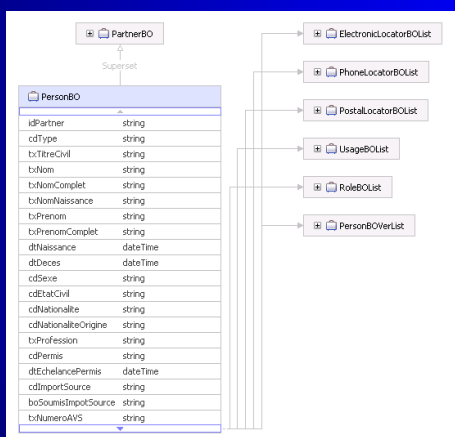 PartnerBO
Superset
PersonBO
idPartner string
cdType string
txTitreCivil string
txNom string
txNomComplet string
txNomNaissance string
txPrenom string
txPrenomComplet string
dtNaissance dateTime
dtDeces dateTime
cdSexe string
cdEtatCivil string
cdNationalite string
cdNationaliteOrigine string
txProfession string
cdPermis string
dtEchelancePermis dateTime
cdImportSource string
boSoumisImpotSource string
txNumeroAVS string
ElectronicLocatorBOList
PhoneLocatorBOList
PostalLocatorBOList
UsageBOList
RoleBOList
PersonBOVerList